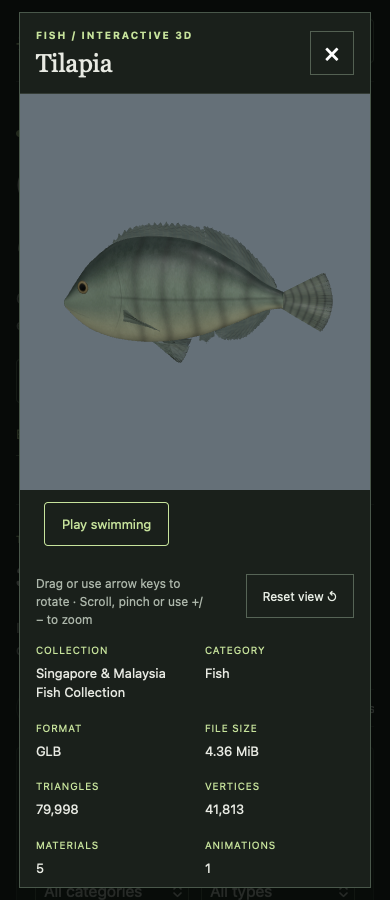 FISH / INTERACTIVE 3D
Tilapia
×
Play swimming
Drag or use arrow keys to
rotate · Scroll, pinch or use +/
− to zoom
Reset view ↺
COLLECTION
CATEGORY
Singapore & Malaysia
Fish Collection
Fish
FORMAT
FILE SIZE
GLB
4.36 MiB
TRIANGLES
VERTICES
79,998
41,813
MATERIALS
ANIMATIONS
5
1
All categories
All types